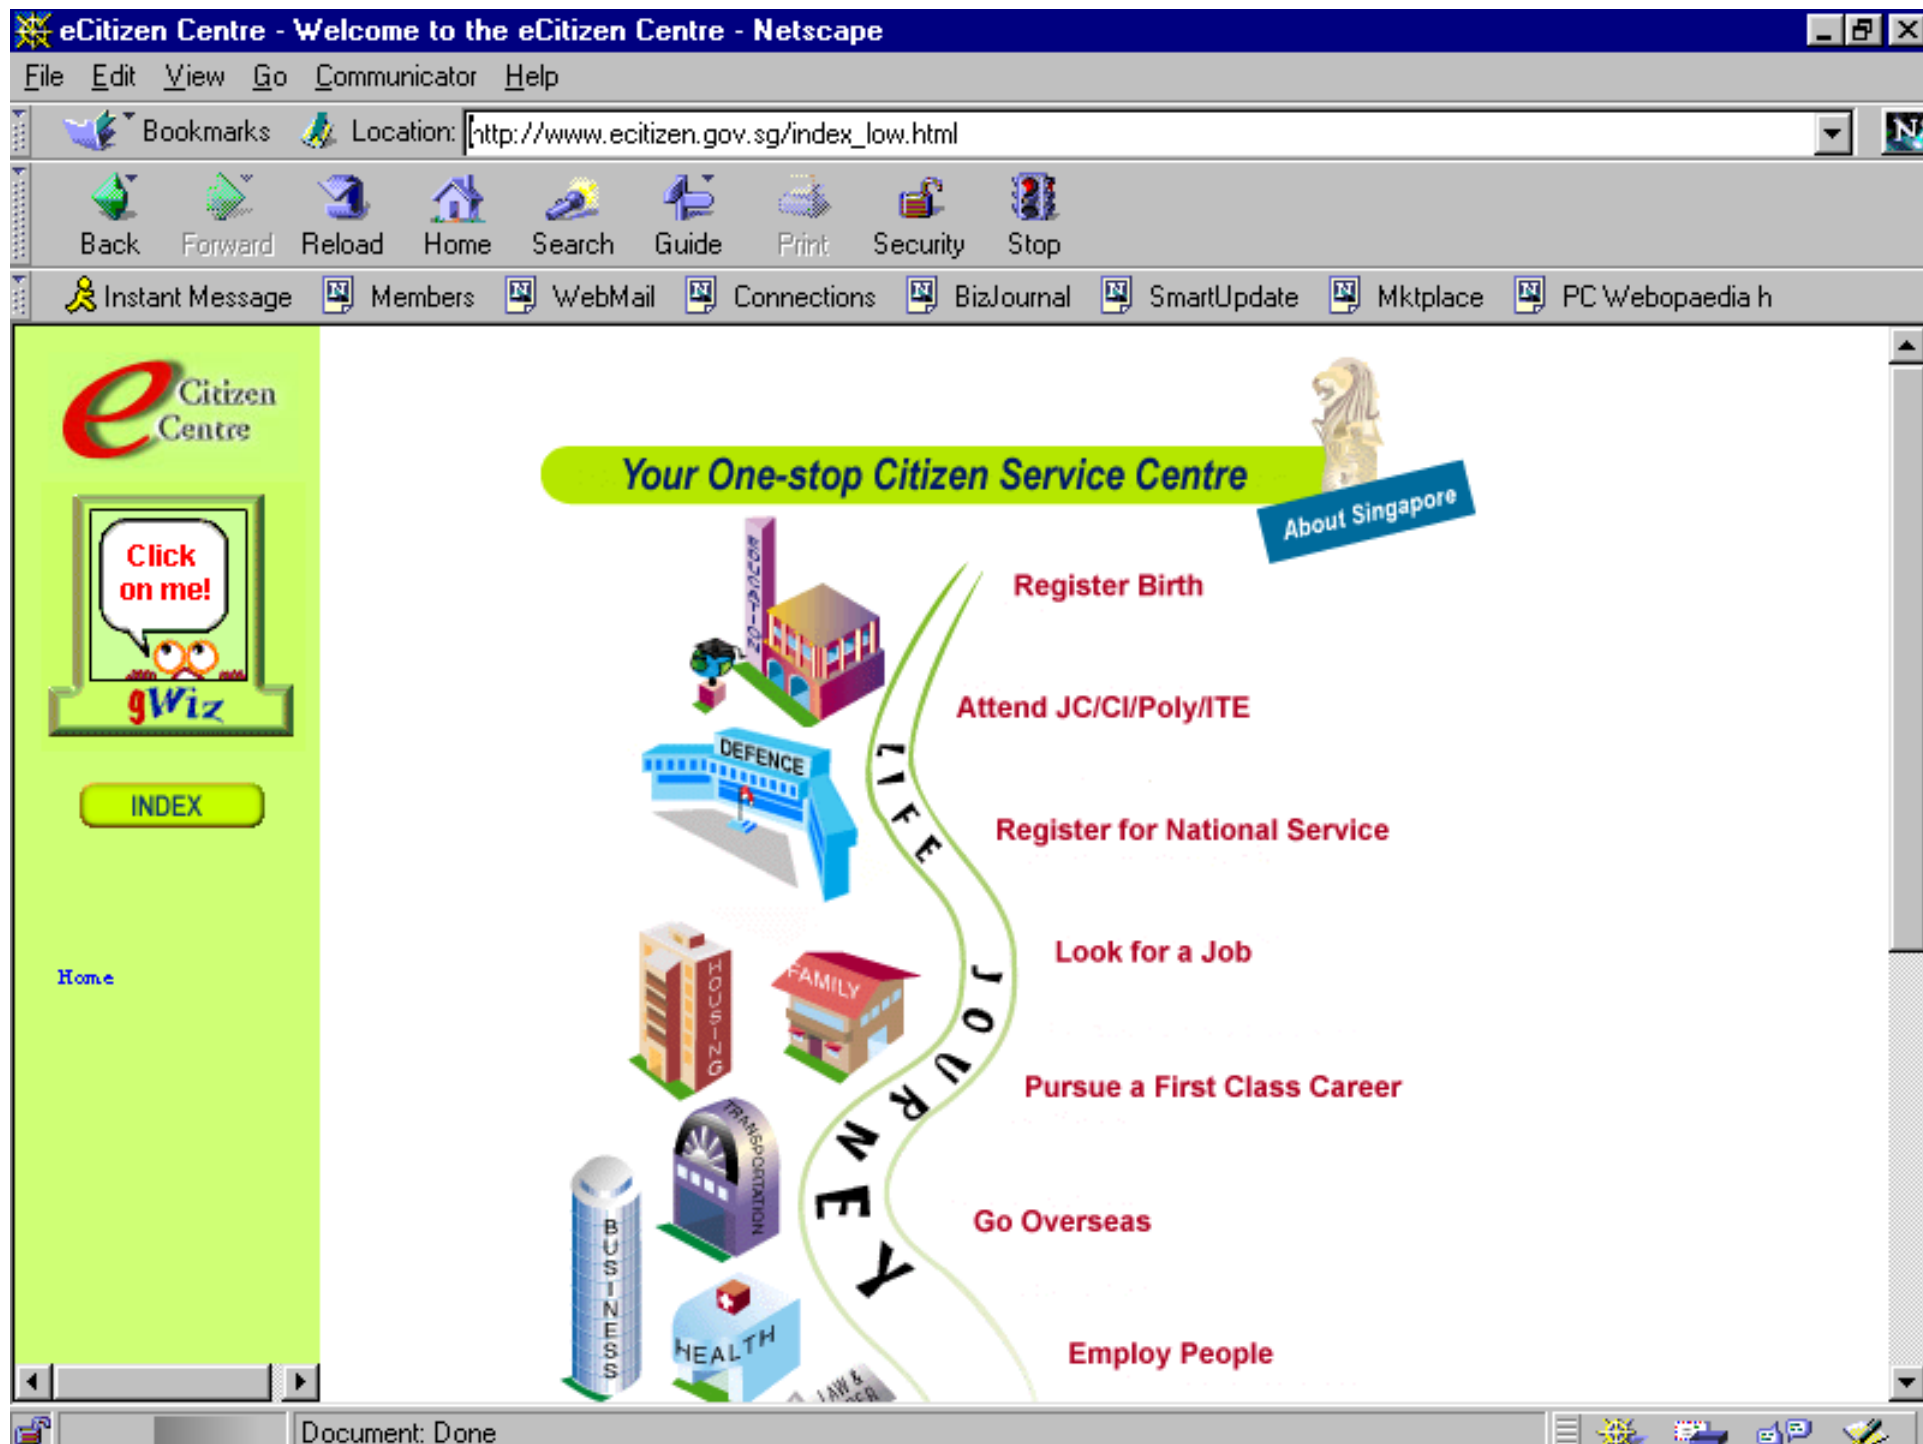 eCitizen Centre - Welcome to the eCitizen Centre - Netscape
File Edit View Go Communicator Help
Bookmarks Location: http://www.ecitizen.gov.sg/index_low.html
N
Back Forward Reload Home Search Guide Print Security Stop
Instant Message Members WebMail Connections BizJournal SmartUpdate Mktplace PC Webopaedia h
e Citizen
Centre
Click
on me!
gWiz
INDEX
Home
Your One-stop Citizen Service Centre
About Singapore
EDUCATION
Register Birth
Attend JC/CI/Poly/ITE
DEFENCE
LIFE JOURNEY
Register for National Service
Look for a Job
HOUSING
FAMILY
Pursue a First Class Career
TRANSPORTATION
BUSINESS
Go Overseas
HEALTH
Employ People
LAW &
Document: Done